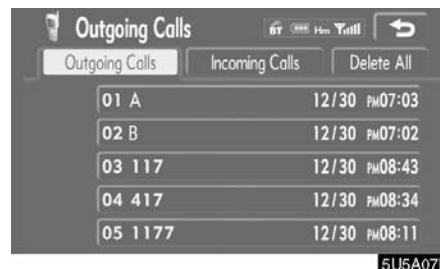 Outgoing Calls BT Hm
Outgoing Calls Incoming Calls Delete All
01 A 12/30 PM07:03
02 B 12/30 PM07:02
03 117 12/30 PM08:43
04 417 12/30 PM08:34
05 1177 12/30 PM08:11
5U5A07